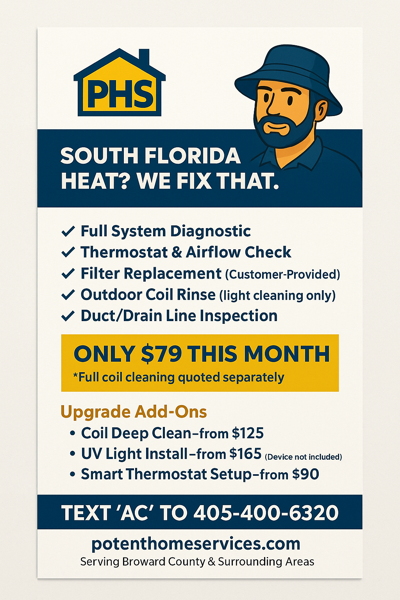 PHS
SOUTH FLORIDA
HEAT? WE FIX THAT.
✓ Full System Diagnostic
✓ Thermostat & Airflow Check
✓ Filter Replacement (Customer-Provided)
✓ Outdoor Coil Rinse (light cleaning only)
✓ Duct/Drain Line Inspection
ONLY $79 THIS MONTH
*Full coil cleaning quoted separately
Upgrade Add-Ons
• Coil Deep Clean–from $125
• UV Light Install–from $165 (Device not included)
• Smart Thermostat Setup–from $90
TEXT 'AC' TO 405-400-6320
potenthomeservices.com
Serving Broward County & Surrounding Areas